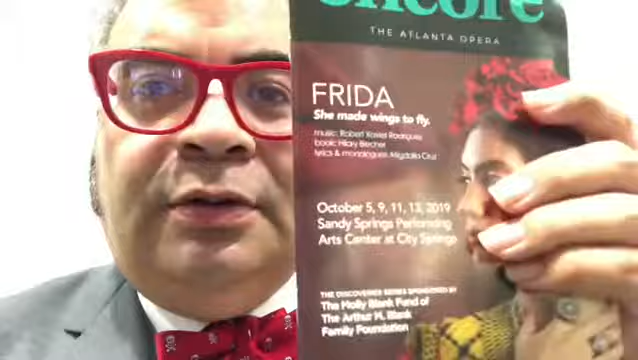 encore
THE ATLANTA OPERA
FRIDA
She made wings to fly.
music: Robert Xavier Rodríguez
book: Hilary Blecher
lyrics & monologues: Migdalia Cruz
October 5, 9, 11, 13, 2019
Sandy Springs Performing
Arts Center at City Springs
THE DISCOVERIES SERIES SPONSORED BY
The Molly Blank Fund of
The Arthur M. Blank
Family Foundation